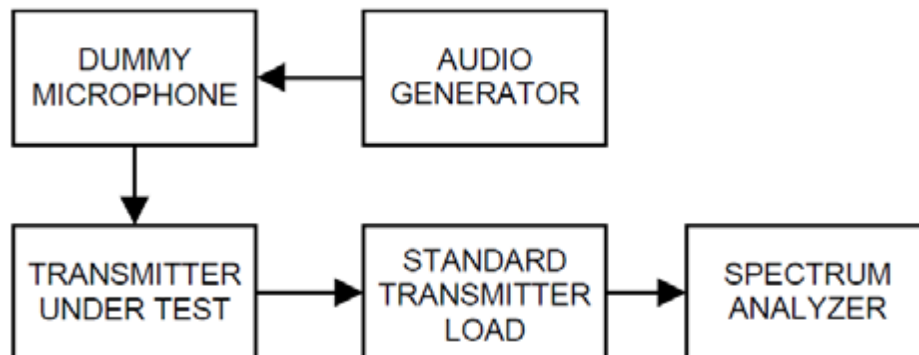 DUMMY
MICROPHONE
AUDIO
GENERATOR
TRANSMITTER
UNDER TEST
STANDARD
TRANSMITTER
LOAD
SPECTRUM
ANALYZER